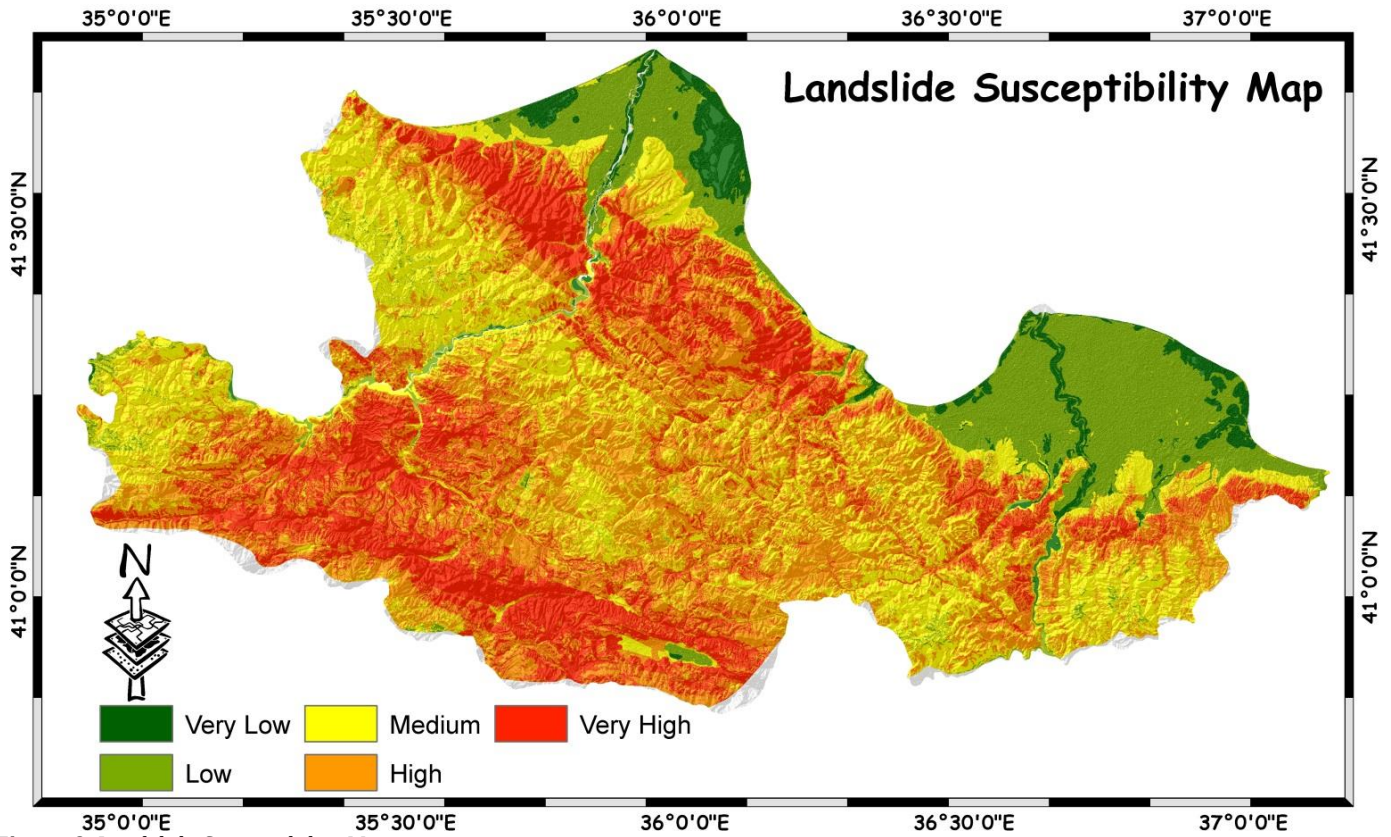 35°0'0"E 35°30'0"E 36°0'0"E 36°30'0"E 37°0'0"E
Landslide Susceptibility Map
41°30'0"N 41°30'0"N
41°0'0"N 41°0'0"N
N
Very Low Medium Very High
Low High
35°0'0"E 35°30'0"E 36°0'0"E 36°30'0"E 37°0'0"E